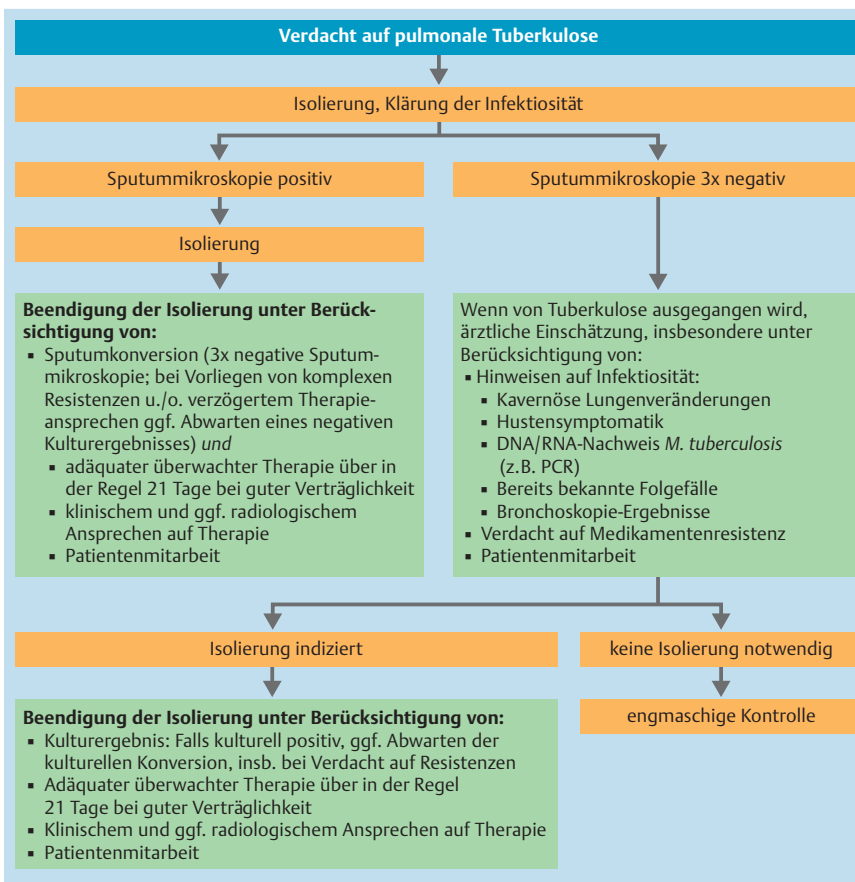 Verdacht auf pulmonale Tuberkulose
Isolierung, Klärung der Infektiosität
Sputummikroskopie positiv
Isolierung
Beendigung der Isolierung unter Berück-
sichtigung von:
▪ Sputumkonversion (3x negative Sputum-
mikroskopie; bei Vorliegen von komplexen
Resistenzen u./o. verzögertem Therapie-
ansprechen ggf. Abwarten eines negativen
Kulturergebnisses) und
▪ adäquater überwachter Therapie über in
der Regel 21 Tage bei guter Verträglichkeit
▪ klinischem und ggf. radiologischem
Ansprechen auf Therapie
▪ Patientenmitarbeit
Sputummikroskopie 3x negativ
Wenn von Tuberkulose ausgegangen wird,
ärztliche Einschätzung, insbesondere unter
Berücksichtigung von:
▪ Hinweisen auf Infektiosität:
▪ Kavernöse Lungenveränderungen
▪ Hustensymptomatik
▪ DNA/RNA-Nachweis M. tuberculosis
(z.B. PCR)
▪ Bereits bekannte Folgefälle
▪ Bronchoskopie-Ergebnisse
▪ Verdacht auf Medikamentenresistenz
▪ Patientenmitarbeit
Isolierung indiziert
Beendigung der Isolierung unter Berücksichtigung von:
▪ Kulturergebnis: Falls kulturell positiv, ggf. Abwarten der
kulturellen Konversion, insb. bei Verdacht auf Resistenzen
▪ Adäquater überwachter Therapie über in der Regel
21 Tage bei guter Verträglichkeit
▪ Klinischem und ggf. radiologischem Ansprechen auf Therapie
▪ Patientenmitarbeit
keine Isolierung notwendig
engmaschige Kontrolle